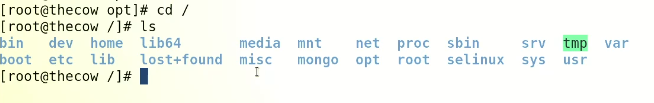 [root@thecow opt]# cd /
[root@thecow /]# ls
bin dev home lib64 media mnt net proc sbin srv tmp var
boot etc lib lost+found misc mongo opt root selinux sys usr
[root@thecow /]#